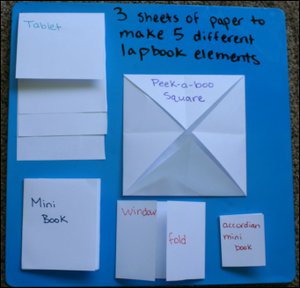 3 sheets of paper to
make 5 different
lapbook elements
Tablet
Peek-a-boo
Square
Mini
Book
Window
fold
accordian
mini
book